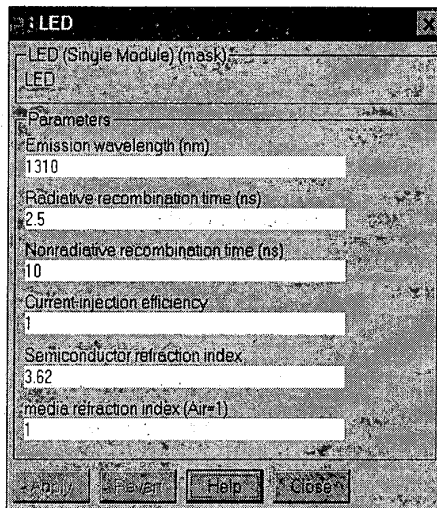 LED
LED (Single Module) (mask)
LED
Parameters
Emission wavelength (nm)
1310
Radiative recombination time (ns)
2.5
Nonradiative recombination time (ns)
10
Current-injection efficiency
1
Semiconductor refraction index
3.62
media refraction index (Air=1)
1
Apply Revert Help Close